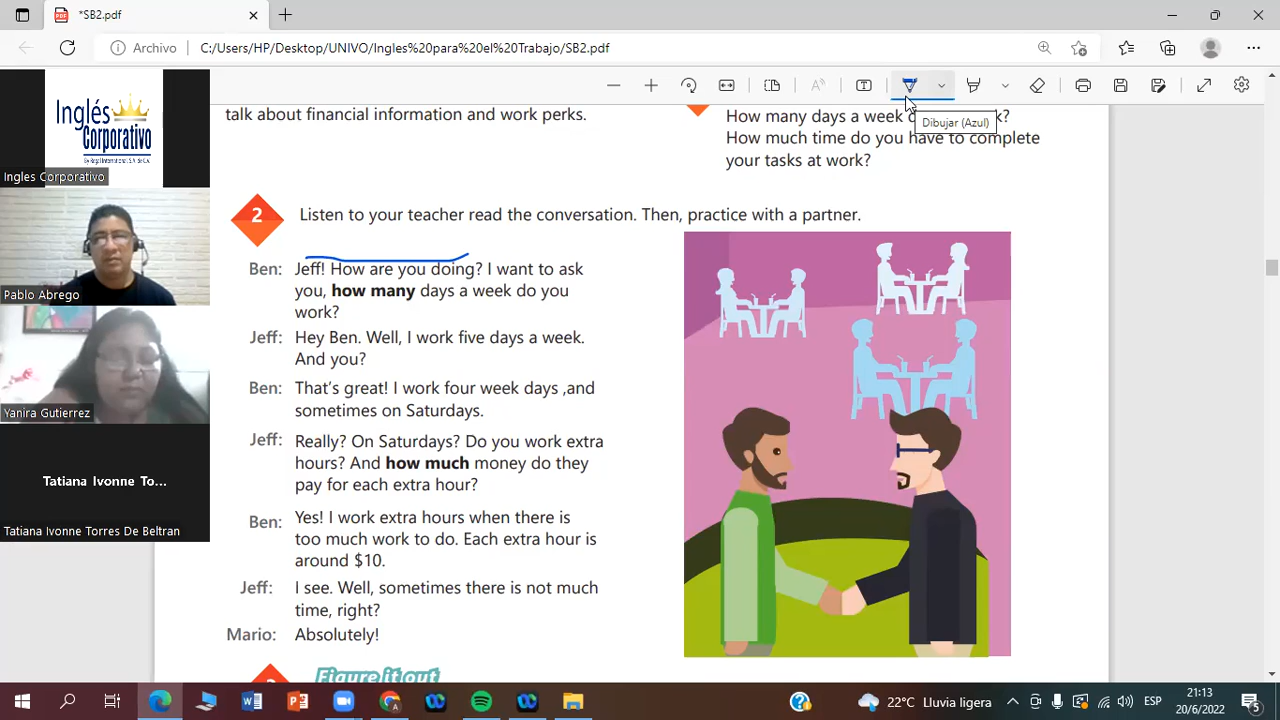 *SB2.pdf
Archivo
C:/Users/HP/Desktop/UNIVO/Ingles%20para%20el%20Trabajo/SB2.pdf
Inglés
Corporativo
Ingles Corporativo
Pablo Abrego
Yanira Gutierrez
Tatiana Ivonne To...
Tatiana Ivonne Torres De Beltran
talk about financial information and work perks.
How many days a week
Dibujar (Azul)
How much time do you have to complete
your tasks at work?
2 Listen to your teacher read the conversation. Then, practice with a partner.
Ben: Jeff! How are you doing? I want to ask
you, how many days a week do you
work?
Jeff: Hey Ben. Well, I work five days a week.
And you?
Ben: That's great! I work four week days ,and
sometimes on Saturdays.
Jeff: Really? On Saturdays? Do you work extra
hours? And how much money do they
pay for each extra hour?
Ben: Yes! I work extra hours when there is
too much work to do. Each extra hour is
around $10.
Jeff: I see. Well, sometimes there is not much
time, right?
Mario: Absolutely!
Figure it out
22°C Lluvia ligera
ESP
21:13
20/6/2022
5